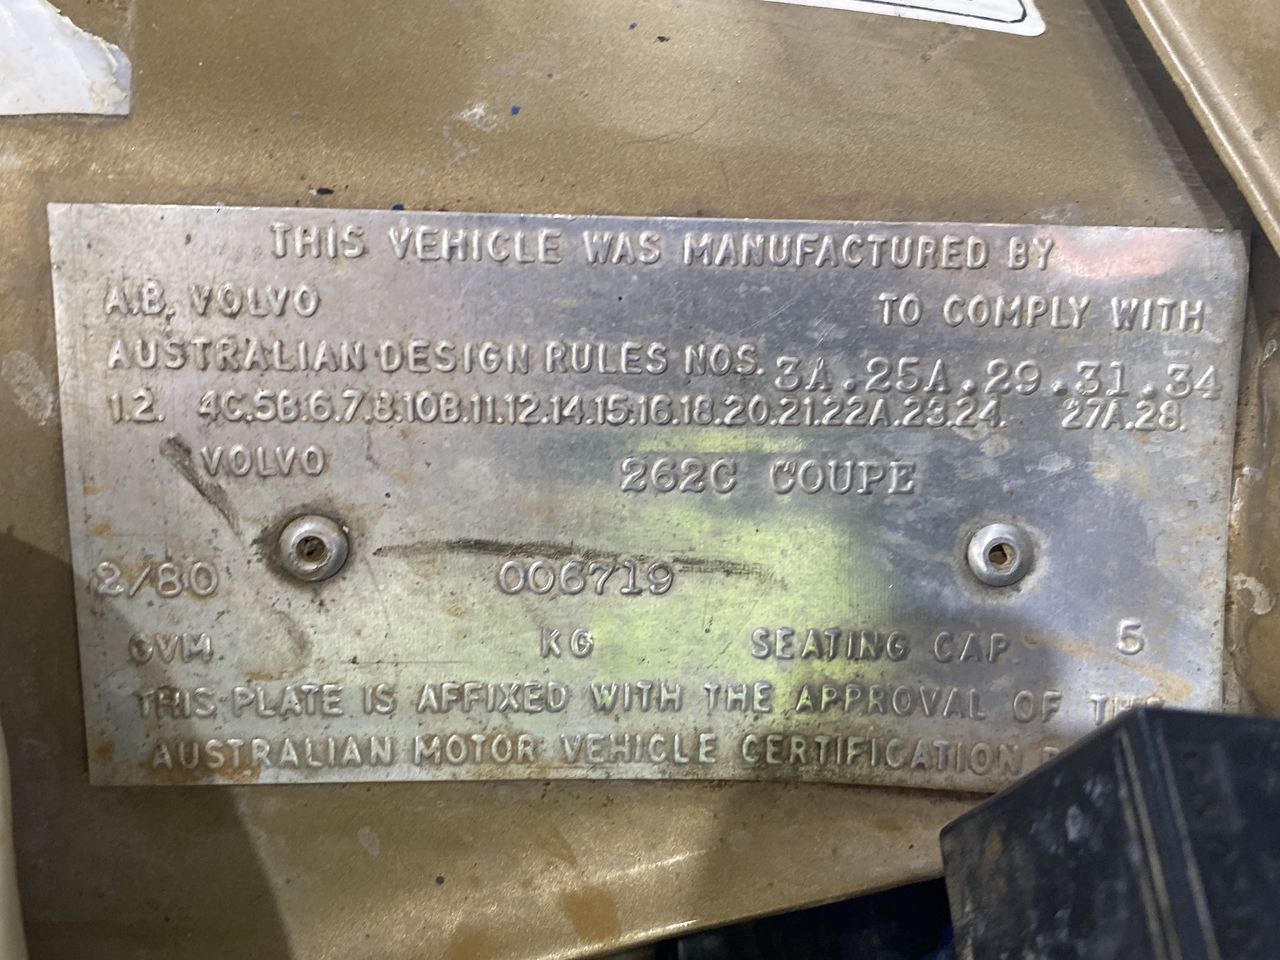 THIS VEHICLE WAS MANUFACTURED BY
A.B. VOLVO TO COMPLY WITH
AUSTRALIAN DESIGN RULES NOS. 3A.25A.29.31.34
1.2. 4C.5B.6.7.8.10B.11.12.14.15.16.18.20.21.22A.23.24. 27A.28.
VOLVO 262C COUPE
2/80 006719
GVM KG SEATING CAP. 5
THIS PLATE IS AFFIXED WITH THE APPROVAL OF THE
AUSTRALIAN MOTOR VEHICLE CERTIFICATION